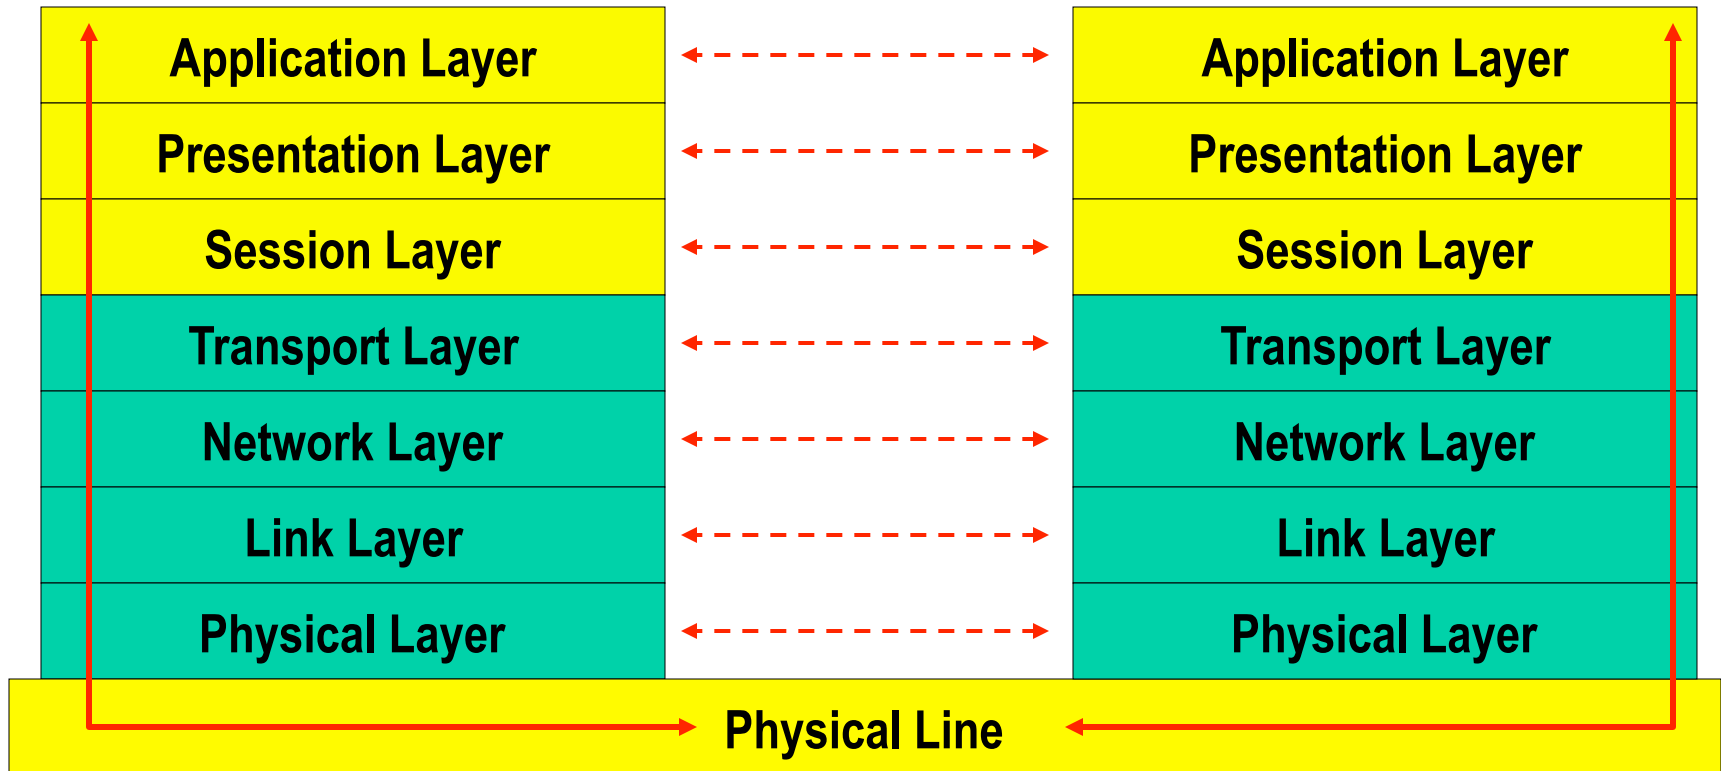 Application Layer
Application Layer
Presentation Layer
Presentation Layer
Session Layer
Session Layer
Transport Layer
Transport Layer
Network Layer
Network Layer
Link Layer
Link Layer
Physical Layer
Physical Layer
Physical Line